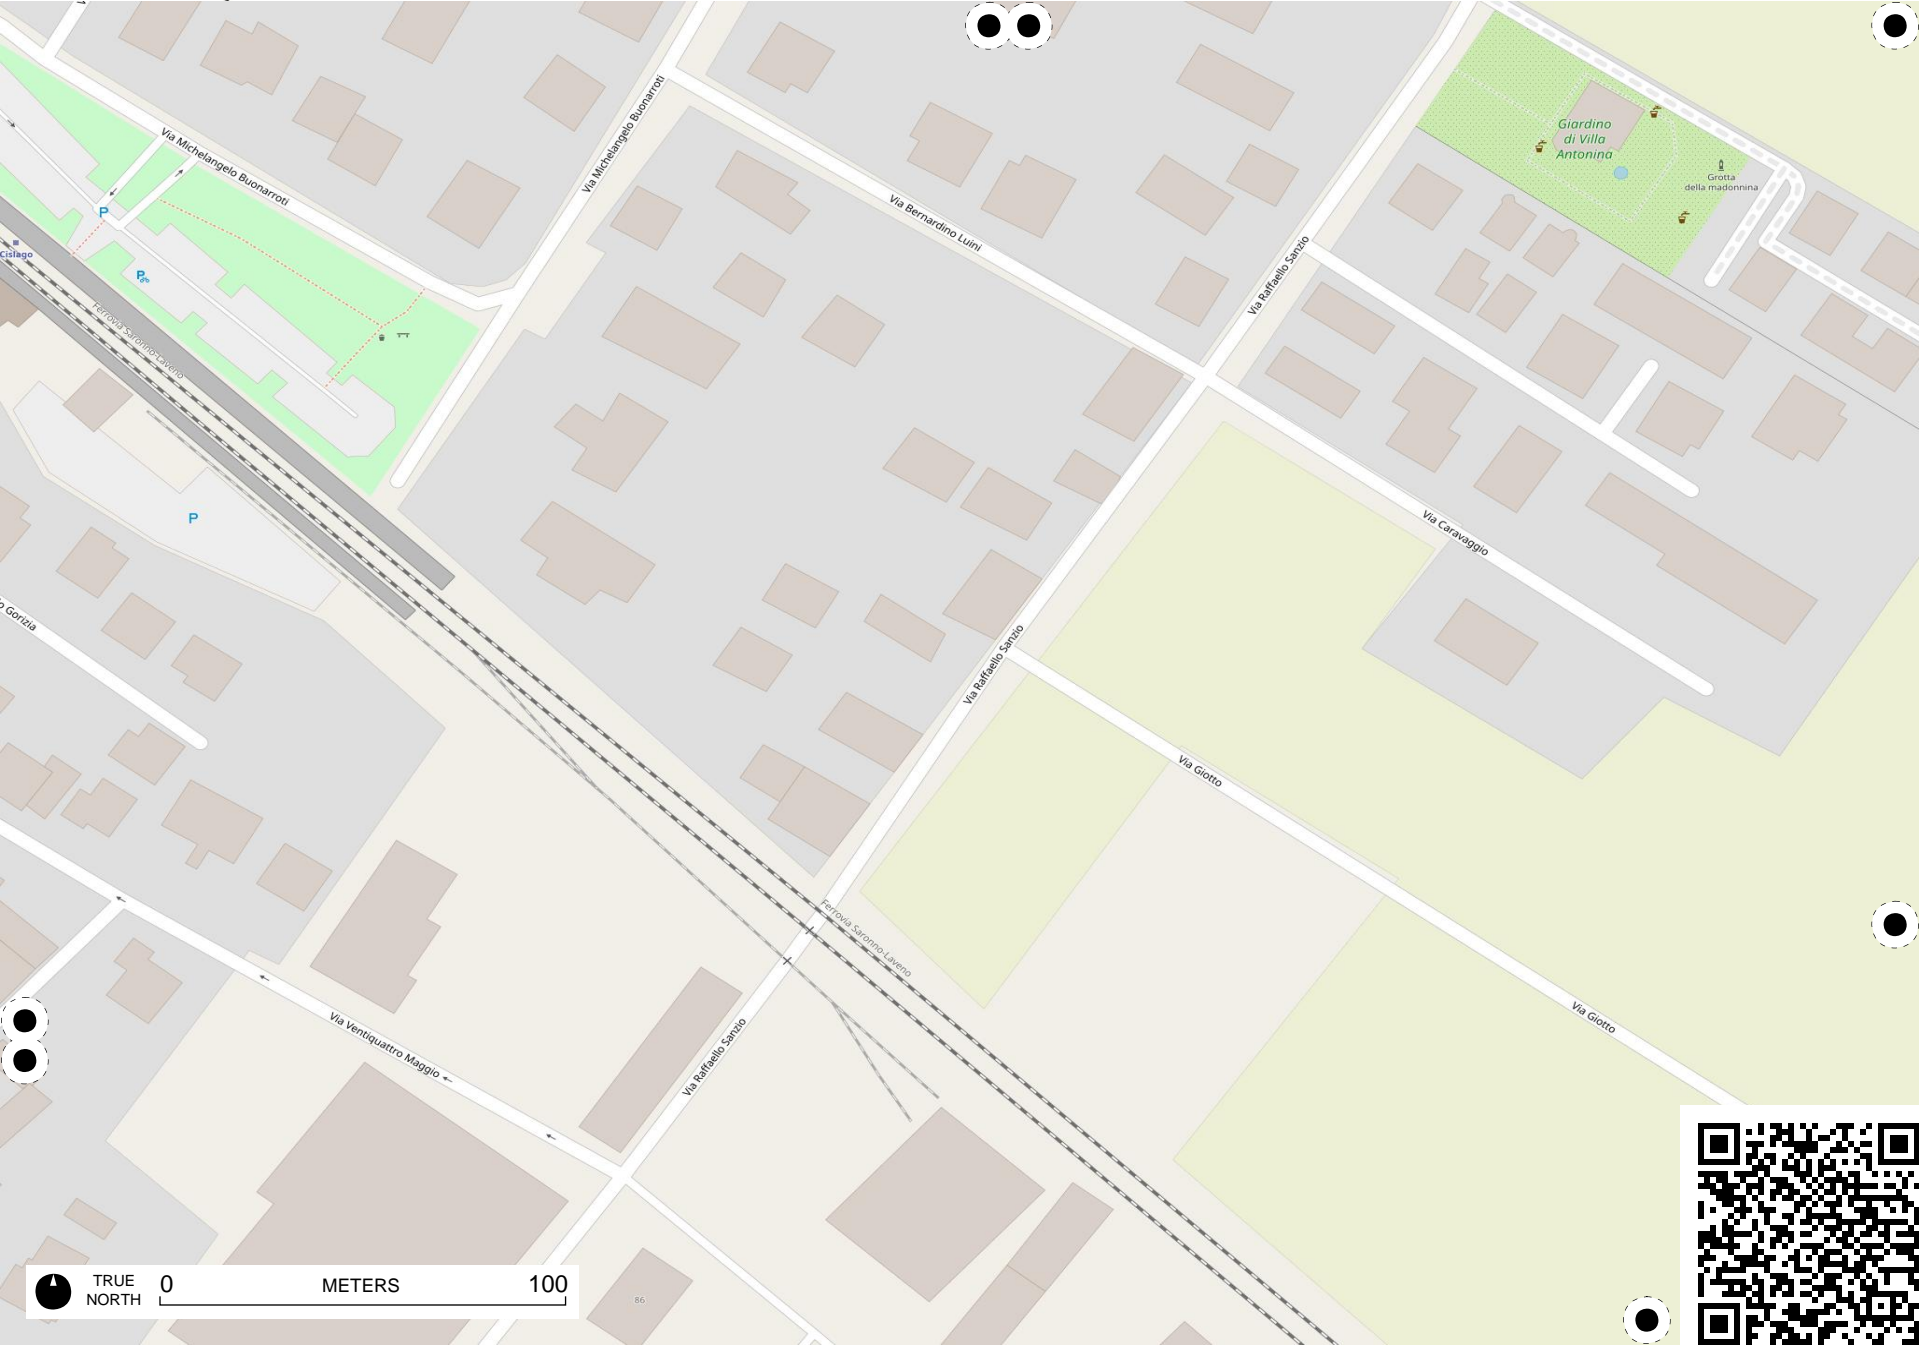 Via Michelangelo Buonarroti
Via Michelangelo Buonarroti
Via Bernardino Luini
Via Raffaello Sanzio
Giardino
di Villa
Antonina
Grotta
della madonnina
P
P
Cislago
Ferrovia Saronno-Laveno
P
Gorizia
Via Caravaggio
Via Raffaello Sanzio
Via Giotto
Ferrovia Saronno-Laveno
Via Giotto
Via Ventiquattro Maggio
Via Raffaello Sanzio
86
TRUE
NORTH
0 METERS 100